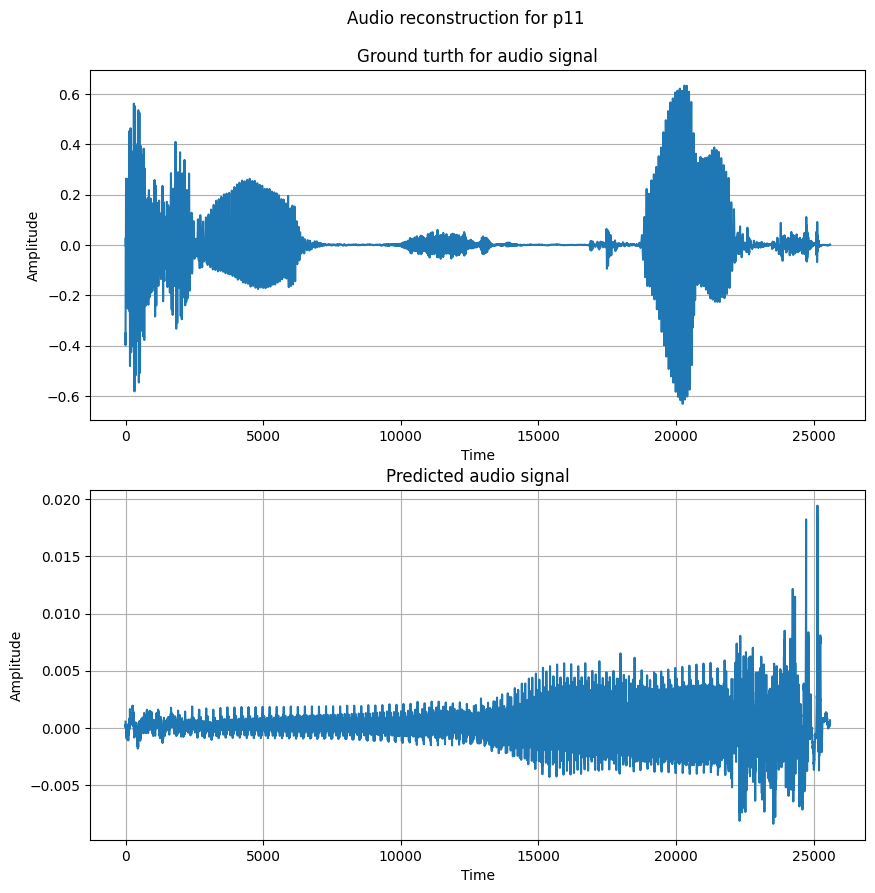 Audio reconstruction for p11
Ground turth for audio signal
0.6
0.4
0.2
0.0
−0.2
−0.4
−0.6
Amplitude
0 5000 10000 15000 20000 25000
Time
Predicted audio signal
0.020
0.015
0.010
0.005
0.000
−0.005
Amplitude
0 5000 10000 15000 20000 25000
Time